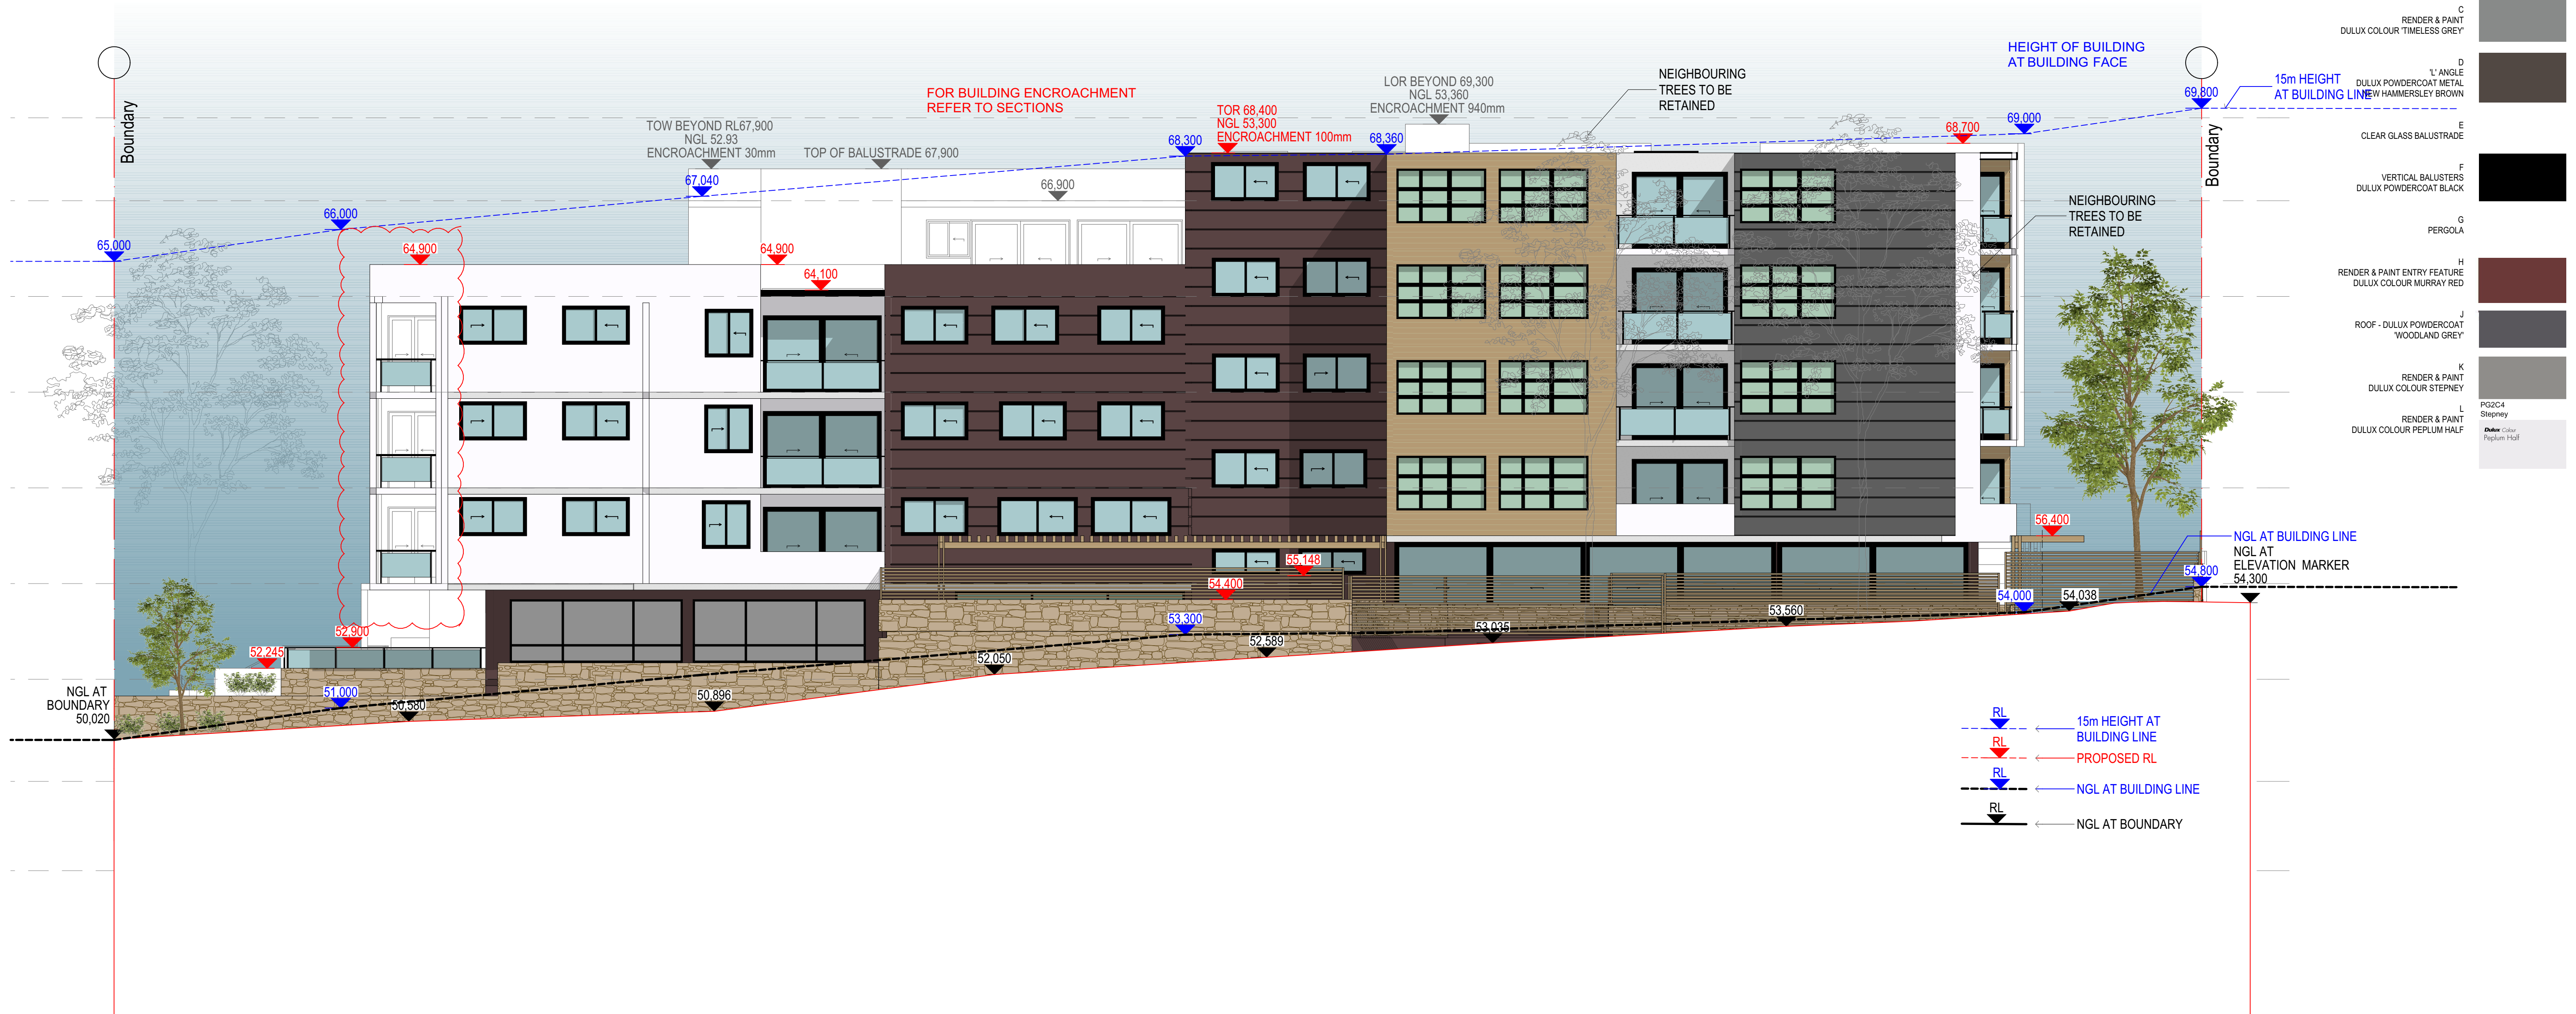 C
RENDER & PAINT
DULUX COLOUR 'TIMELESS GREY'
D
'L' ANGLE
DULUX POWDERCOAT METAL
NEW HAMMERSLEY BROWN
E
CLEAR GLASS BALUSTRADE
F
VERTICAL BALUSTERS
DULUX POWDERCOAT BLACK
G
PERGOLA
H
RENDER & PAINT ENTRY FEATURE
DULUX COLOUR MURRAY RED
J
ROOF - DULUX POWDERCOAT
'WOODLAND GREY'
K
RENDER & PAINT
DULUX COLOUR STEPNEY
PG2C4
Stepney
L
RENDER & PAINT
DULUX COLOUR PEPLUM HALF
Dulux Colour
Peplum Half
HEIGHT OF BUILDING
AT BUILDING FACE
15m HEIGHT
AT BUILDING LINE
69,800
Boundary
Boundary
FOR BUILDING ENCROACHMENT
REFER TO SECTIONS
LOR BEYOND 69,300
NGL 53,360
ENCROACHMENT 940mm
NEIGHBOURING
TREES TO BE
RETAINED
TOR 68,400
NGL 53,300
ENCROACHMENT 100mm
TOW BEYOND RL67,900
NGL 52.93
ENCROACHMENT 30mm
TOP OF BALUSTRADE 67,900
68,300
68,360
68,700
69,000
67,040
66,900
66,000
65,000
64,900
64,900
64,100
NEIGHBOURING
TREES TO BE
RETAINED
56,400
55,148
54,400
NGL AT BUILDING LINE
NGL AT
ELEVATION MARKER
54,300
54,800
54,000
54,038
53,560
53,035
53,300
52,589
52,050
52,900
52,245
51,000
50,580
50,896
NGL AT
BOUNDARY
50,020
RL
15m HEIGHT AT
BUILDING LINE
RL
PROPOSED RL
RL
NGL AT BUILDING LINE
RL
NGL AT BOUNDARY